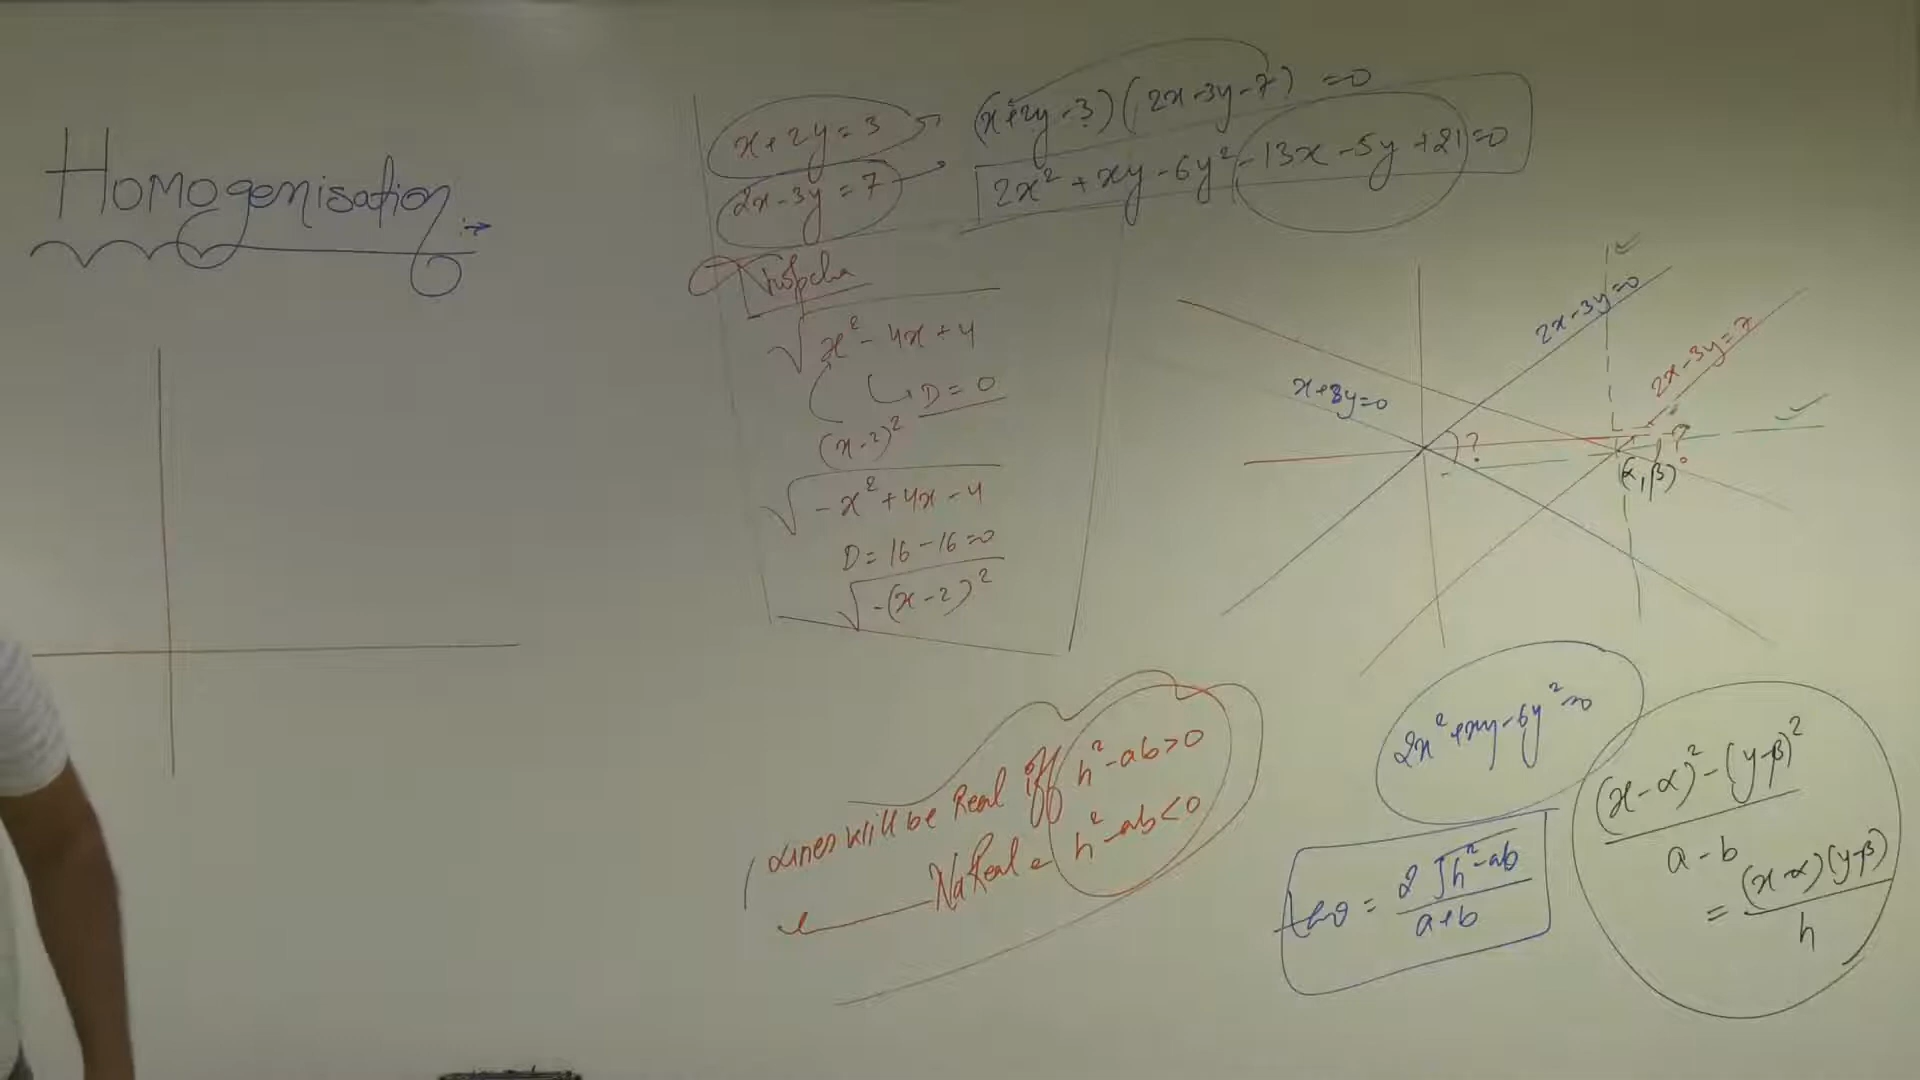 Homogenisation :→
x+2y=3
2x-3y=7
(x+2y-3)(2x-3y-7) =0
2x²+xy-6y²-13x-5y+21=0
√x²-4x+4
D=0
(x-2)²
√-x²+4x-4
D=16-16=0
√-(x-2)²
2x-3y=0
2x-3y=7
x+3y=0
?
?
(α,β)
Lines will be Real iff h²-ab>0
h²-ab<0
2x²+xy-6y²=0
tanθ = 2√h²-ab / a+b
(x-α)²-(y-β)² / a-b
= (x-α)(y-β) / h